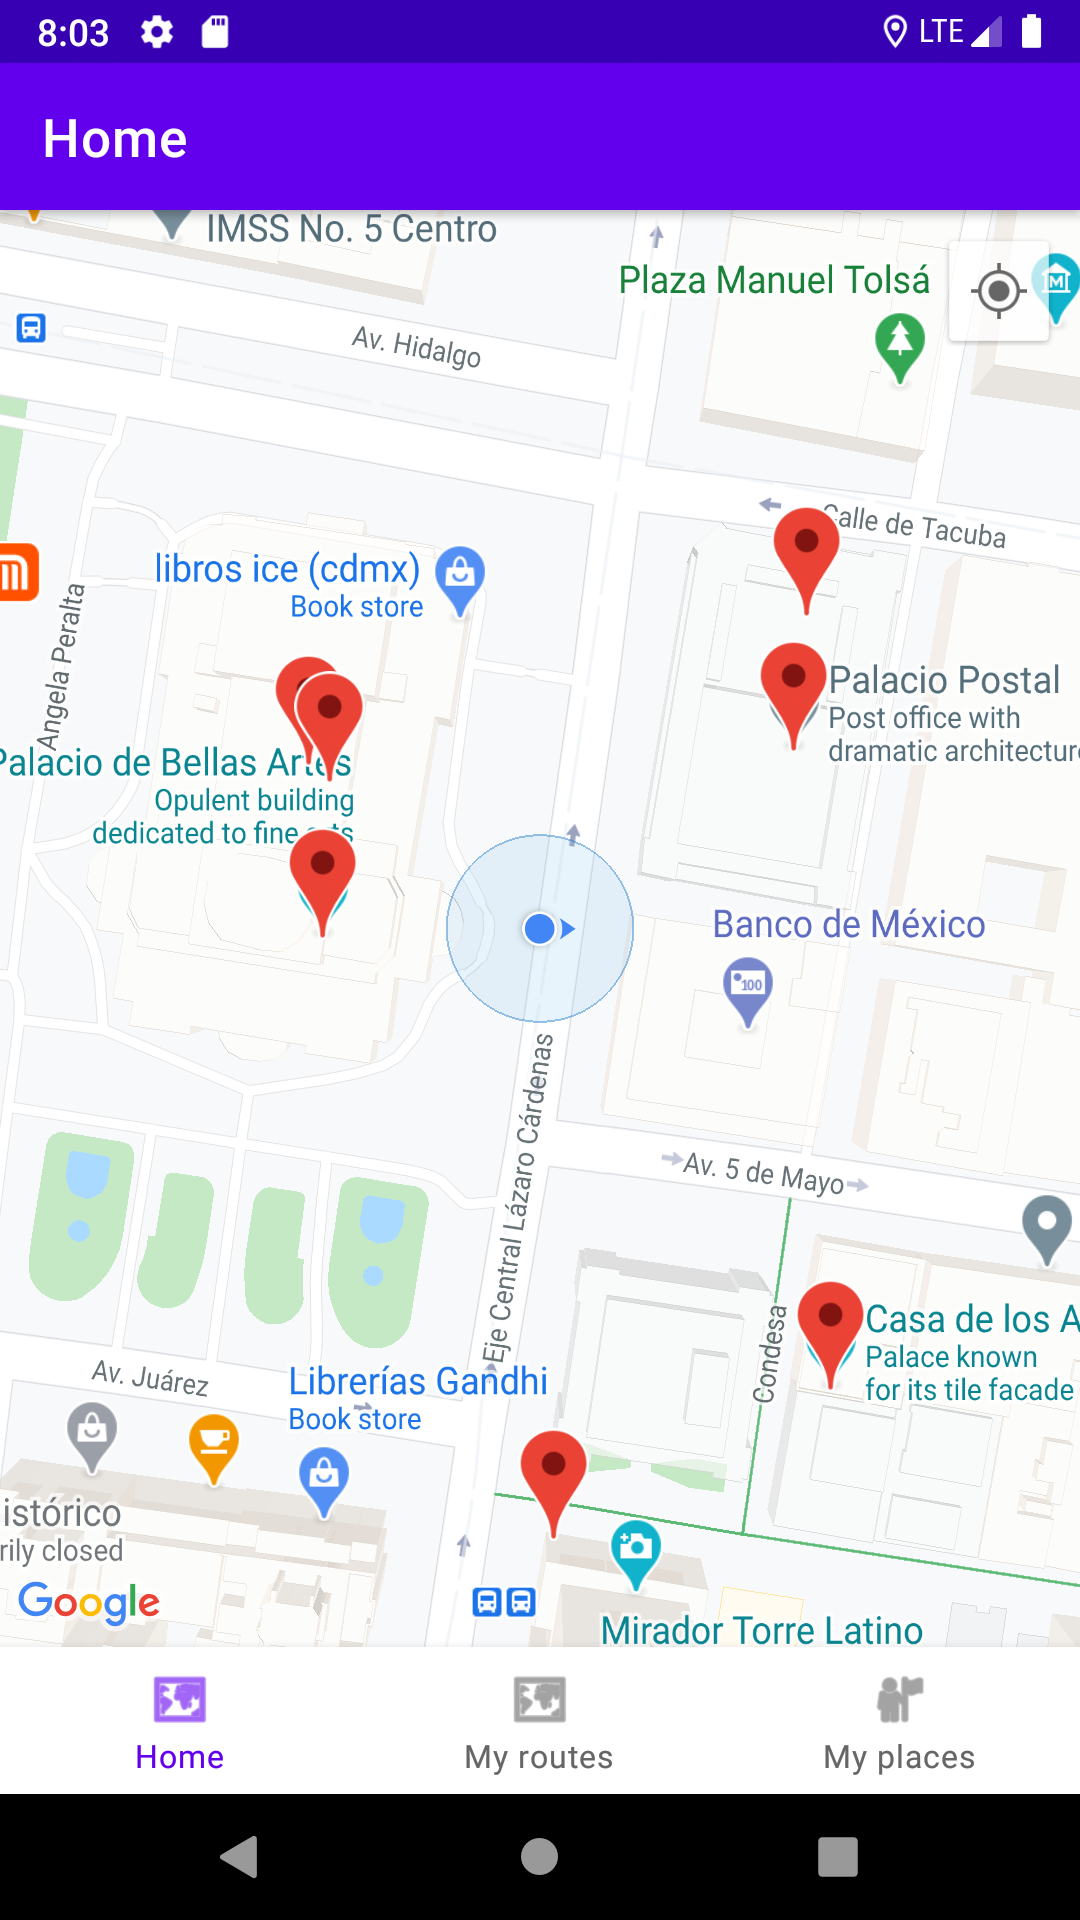 8:03
LTE
Home
IMSS No. 5 Centro
Plaza Manuel Tolsá
Av. Hidalgo
Calle de Tacuba
libros ice (cdmx)
Book store
Angela Peralta
Palacio Postal
Post office with
dramatic architecture
Palacio de Bellas Artes
Opulent building
dedicated to fine arts
Banco de México
100
Eje Central Lázaro Cárdenas
Av. 5 de Mayo
Condesa
Casa de los A
Palace known
for its tile facade
Av. Juárez
Librerías Gandhi
Book store
istórico
rily closed
Google
Mirador Torre Latino
Home
My routes
My places